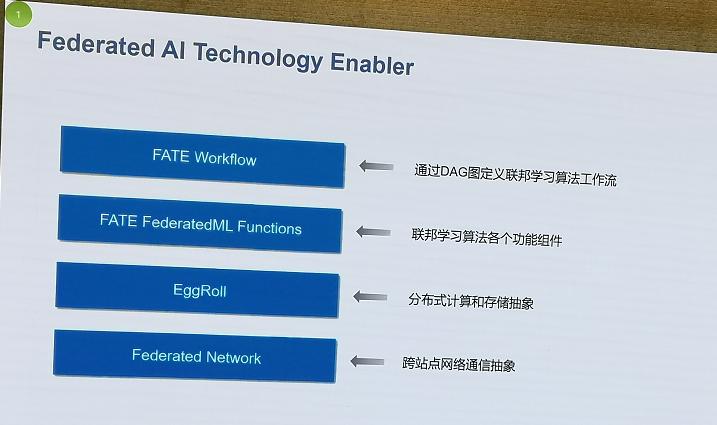 1
Federated AI Technology Enabler
FATE Workflow
通过DAG图定义联邦学习算法工作流
FATE FederatedML Functions
联邦学习算法各个功能组件
EggRoll
分布式计算和存储抽象
Federated Network
跨站点网络通信抽象